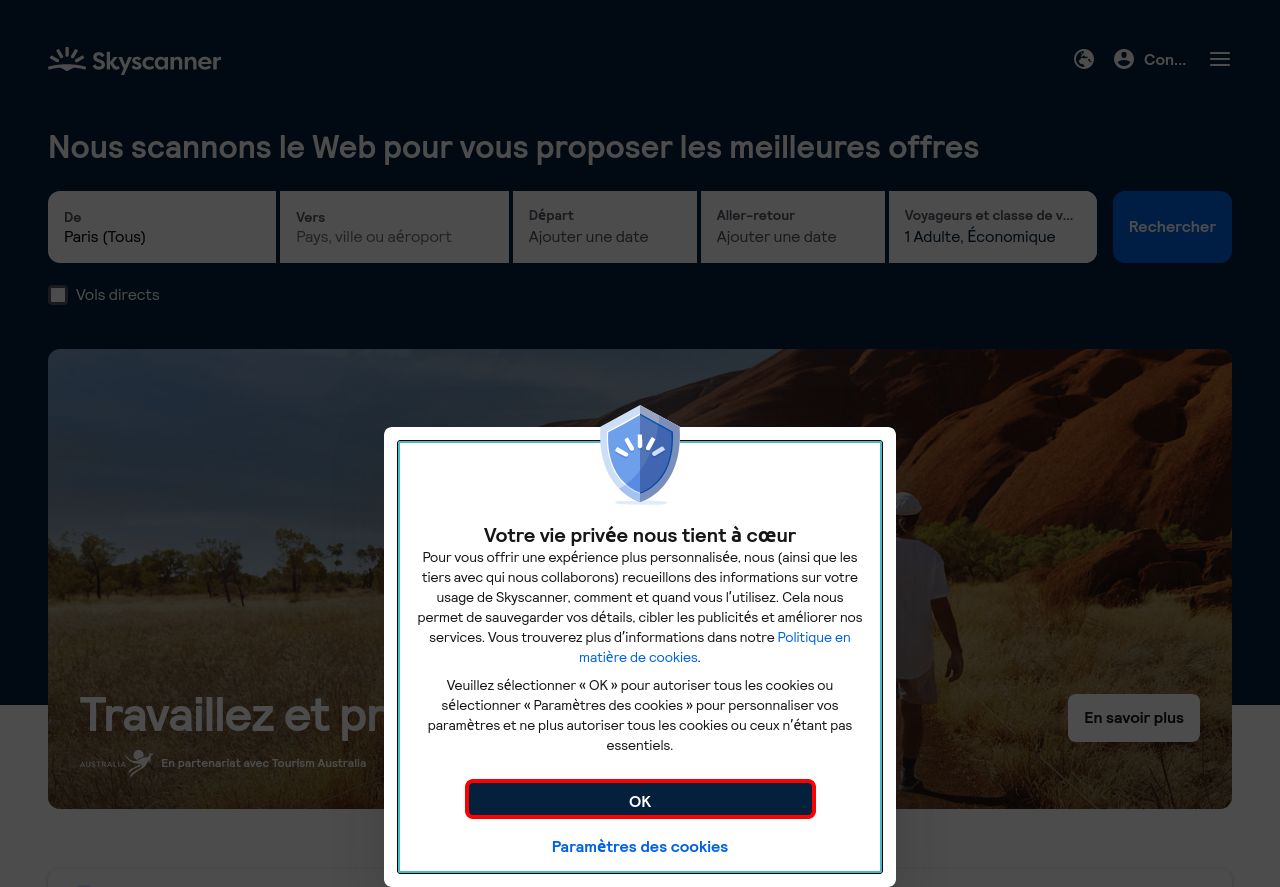 Skyscanner
Con...
Nous scannons le Web pour vous proposer les meilleures offres
De
Paris (Tous)
Vers
Pays, ville ou aéroport
Départ
Ajouter une date
Aller-retour
Ajouter une date
Voyageurs et classe de v...
1 Adulte, Économique
Rechercher
Vols directs
Votre vie privée nous tient à cœur
Pour vous offrir une expérience plus personnalisée, nous (ainsi que les
tiers avec qui nous collaborons) recueillons des informations sur votre
usage de Skyscanner, comment et quand vous l'utilisez. Cela nous
permet de sauvegarder vos détails, cibler les publicités et améliorer nos
services. Vous trouverez plus d'informations dans notre Politique en
matière de cookies.
Veuillez sélectionner « OK » pour autoriser tous les cookies ou
sélectionner « Paramètres des cookies » pour personnaliser vos
paramètres et ne plus autoriser tous les cookies ou ceux n'étant pas
essentiels.
OK
Paramètres des cookies
Travaillez et pr
AUSTRALIA
En partenariat avec Tourism Australia
En savoir plus